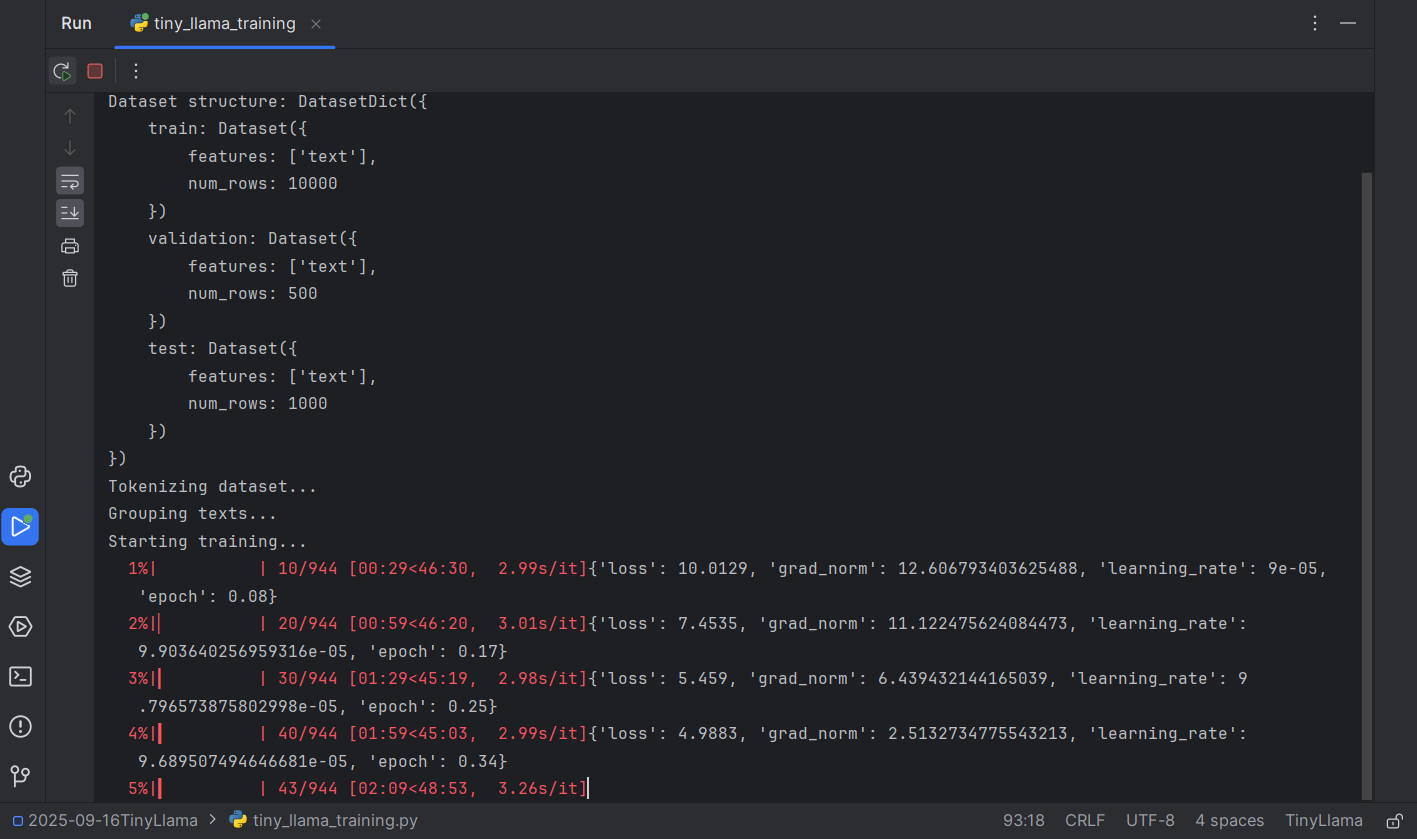 Run tiny_llama_training
Dataset structure: DatasetDict({
    train: Dataset({
        features: ['text'],
        num_rows: 10000
    })
    validation: Dataset({
        features: ['text'],
        num_rows: 500
    })
    test: Dataset({
        features: ['text'],
        num_rows: 1000
    })
})
Tokenizing dataset...
Grouping texts...
Starting training...
  1%|          | 10/944 [00:29<46:30,  2.99s/it]{'loss': 10.0129, 'grad_norm': 12.606793403625488, 'learning_rate': 9e-05,
 'epoch': 0.08}
  2%||         | 20/944 [00:59<46:20,  3.01s/it]{'loss': 7.4535, 'grad_norm': 11.122475624084473, 'learning_rate':
 9.903640256959316e-05, 'epoch': 0.17}
  3%||         | 30/944 [01:29<45:19,  2.98s/it]{'loss': 5.459, 'grad_norm': 6.439432144165039, 'learning_rate': 9
.796573875802998e-05, 'epoch': 0.25}
  4%||         | 40/944 [01:59<45:03,  2.99s/it]{'loss': 4.9883, 'grad_norm': 2.5132734775543213, 'learning_rate':
 9.689507494646681e-05, 'epoch': 0.34}
  5%||         | 43/944 [02:09<48:53,  3.26s/it]
2025-09-16TinyLlama > tiny_llama_training.py 93:18 CRLF UTF-8 4 spaces TinyLlama